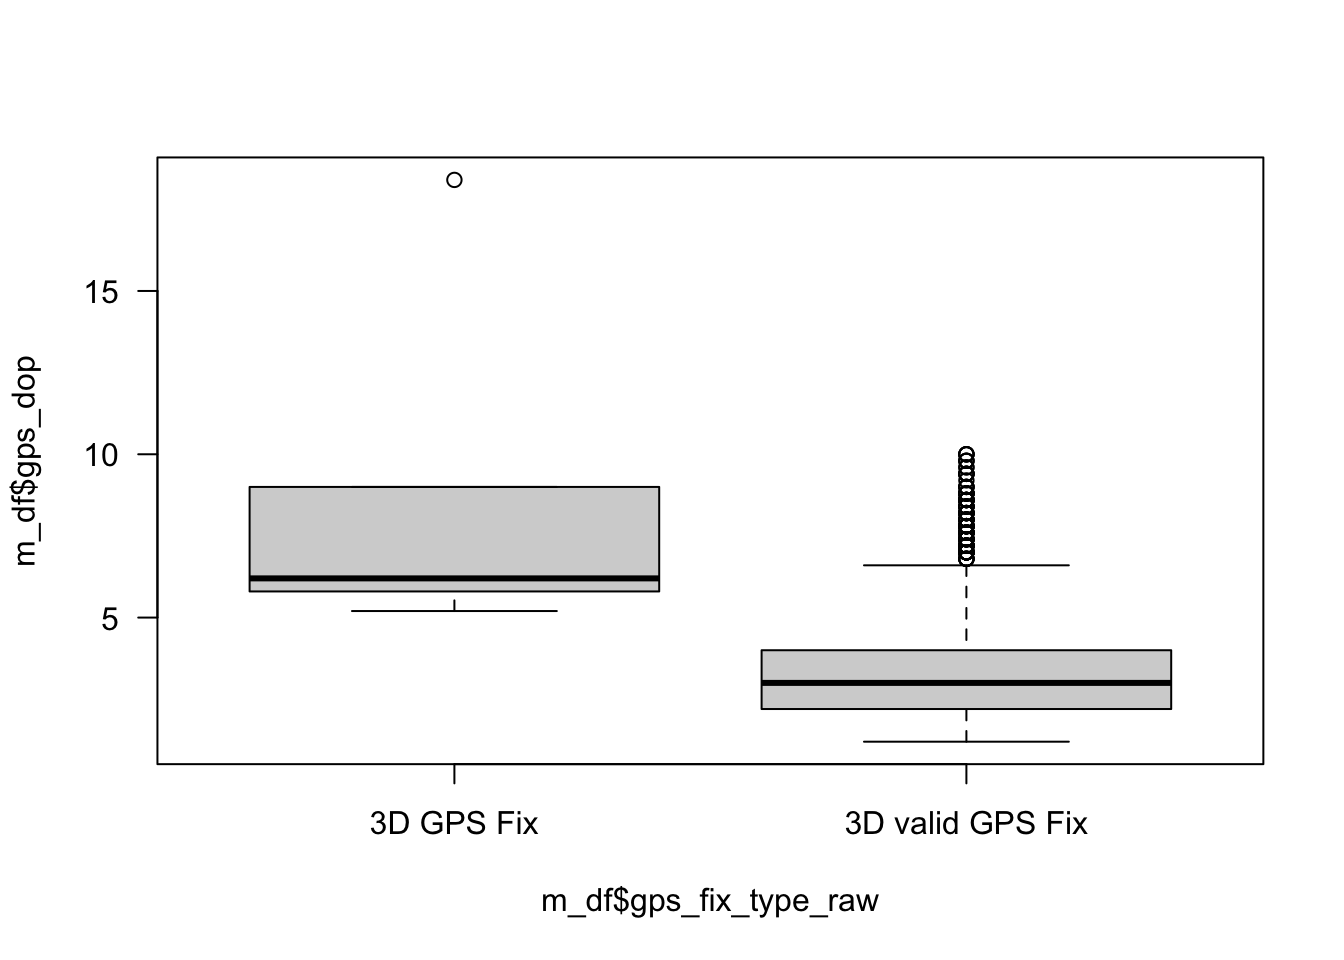 m_df$gps_dop
15
10
5
3D GPS Fix
3D valid GPS Fix
m_df$gps_fix_type_raw